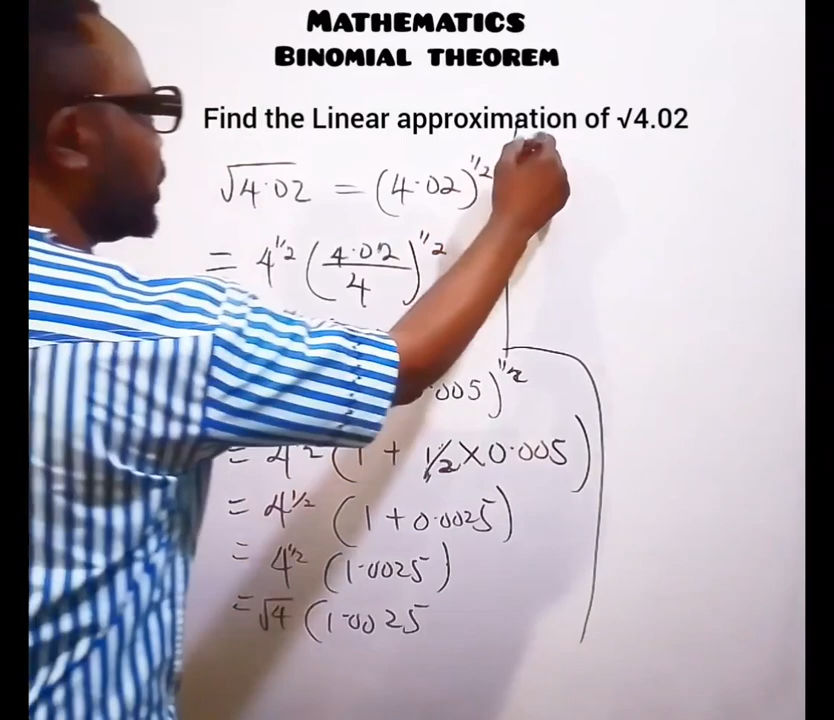 MATHEMATICS
BINOMIAL THEOREM
Find the Linear approximation of √4.02
√4.02 = (4.02)^1/2
= 4^1/2 (4.02/4)^1/2
.005)^1/2
= 4^1/2 (1 + 1/2 × 0.005)
= 4^1/2 (1 + 0.0025)
= 4^1/2 (1.0025)
= √4 (1.0025